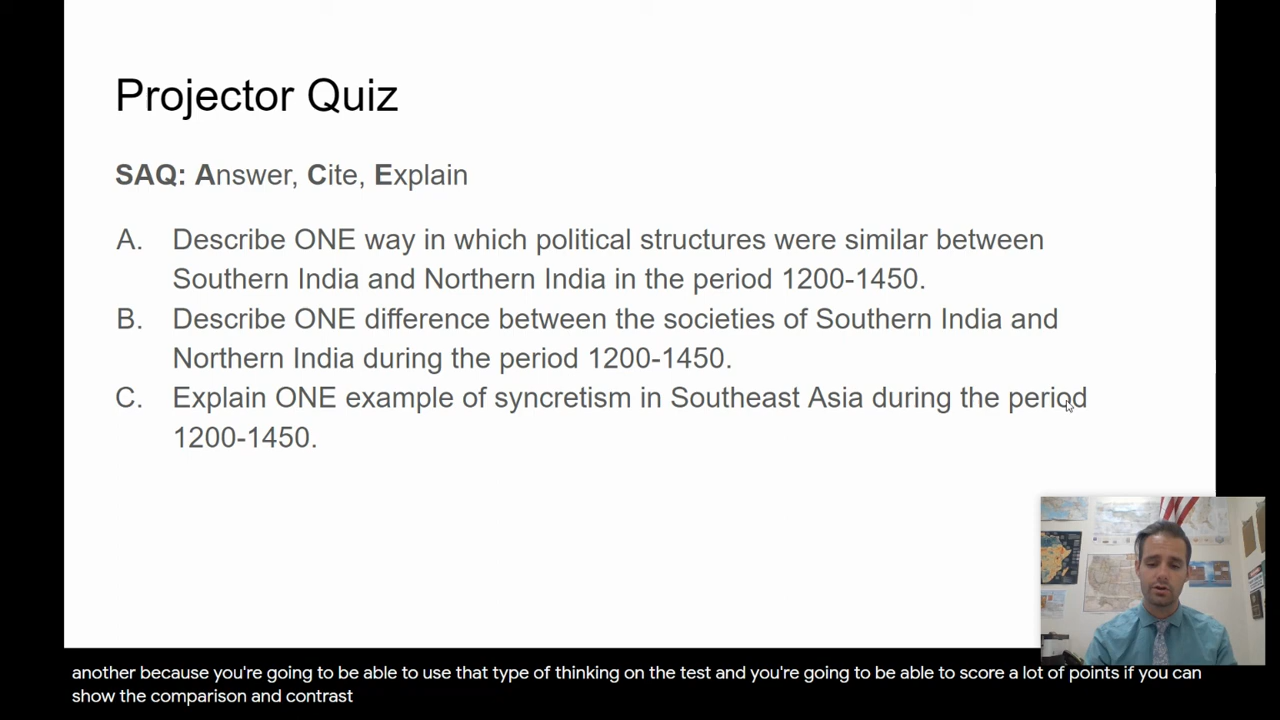 Projector Quiz
SAQ: Answer, Cite, Explain
A. Describe ONE way in which political structures were similar between
Southern India and Northern India in the period 1200-1450.
B. Describe ONE difference between the societies of Southern India and
Northern India during the period 1200-1450.
C. Explain ONE example of syncretism in Southeast Asia during the period
1200-1450.
another because you're going to be able to use that type of thinking on the test and you're going to be able to score a lot of points if you can
show the comparison and contrast